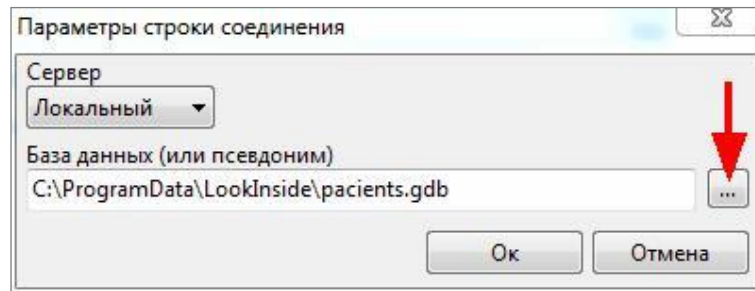 Параметры строки соединения
Сервер
Локальный
База данных (или псевдоним)
C:\ProgramData\LookInside\pacients.gdb
...
Ок Отмена